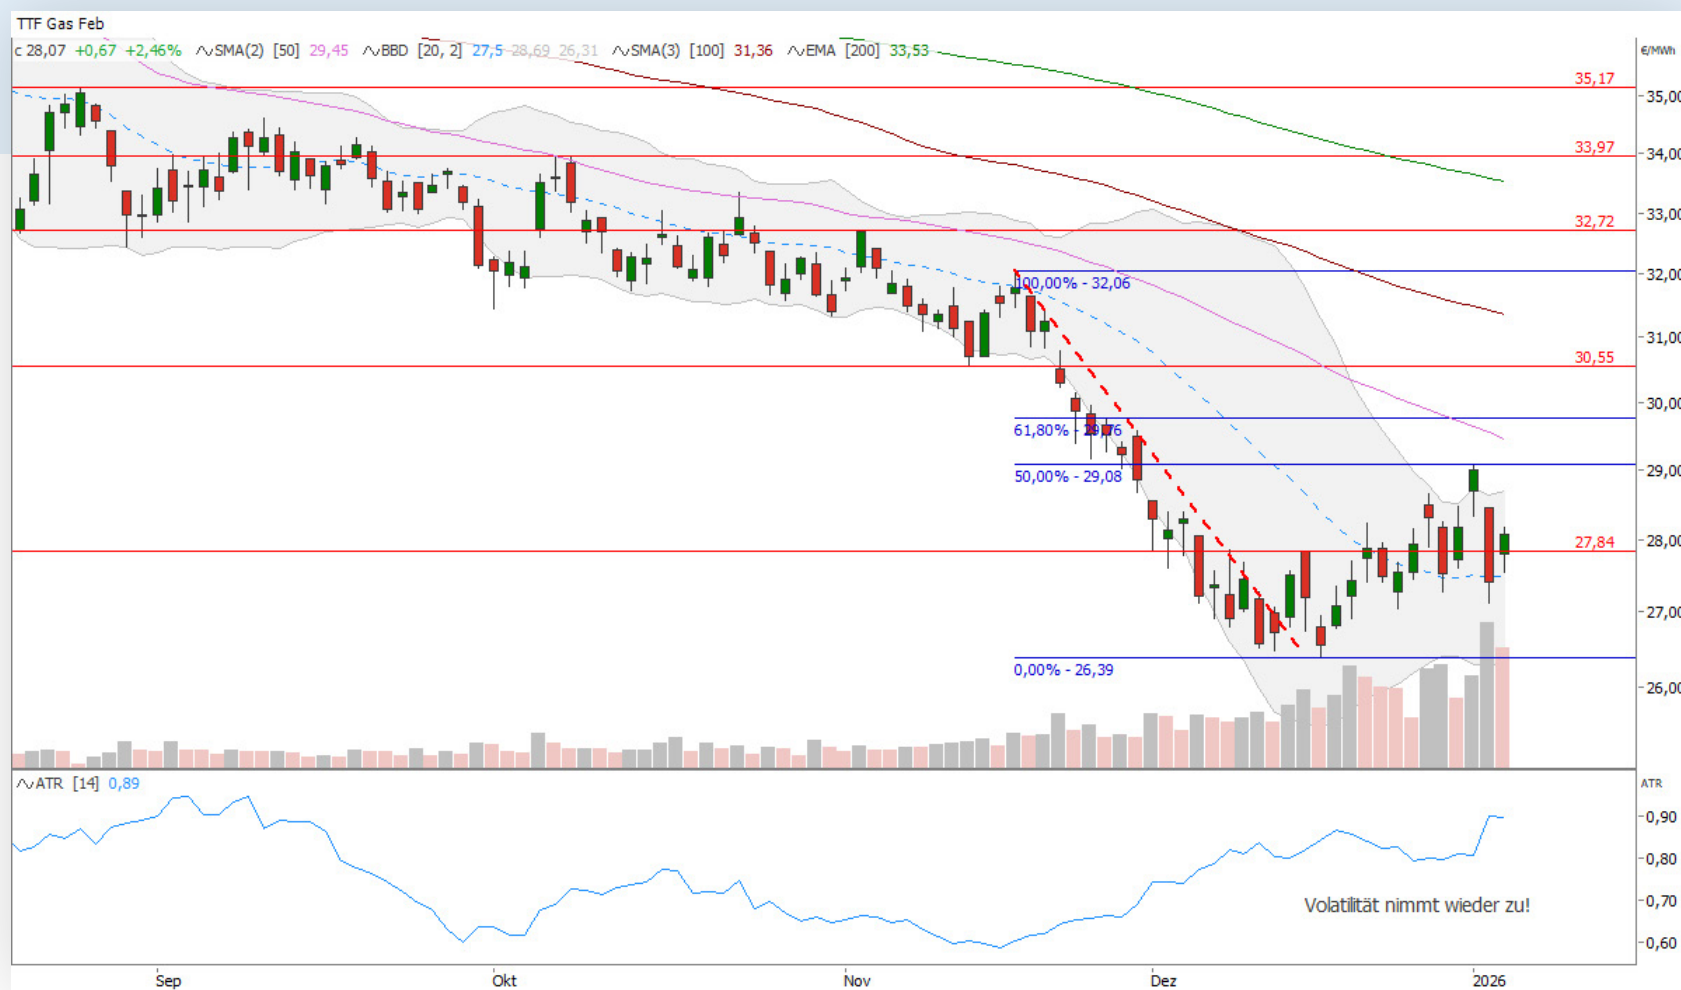 TTF Gas Feb
c 28,07 +0,67 +2,46% SMA(2) [50] 29,45 BBD [20, 2] 27,5 28,69 26,31 SMA(3) [100] 31,36 EMA [200] 33,53
€/MWh
35,17
35,00
33,97
34,00
32,72
33,00
32,00
100,00% - 32,06
31,00
30,55
30,00
61,80% - 29,76
29,00
50,00% - 29,08
28,00
27,84
27,00
0,00% - 26,39
26,00
ATR [14] 0,89
ATR
0,90
0,80
0,70
Volatilität nimmt wieder zu!
0,60
Sep Okt Nov Dez 2026